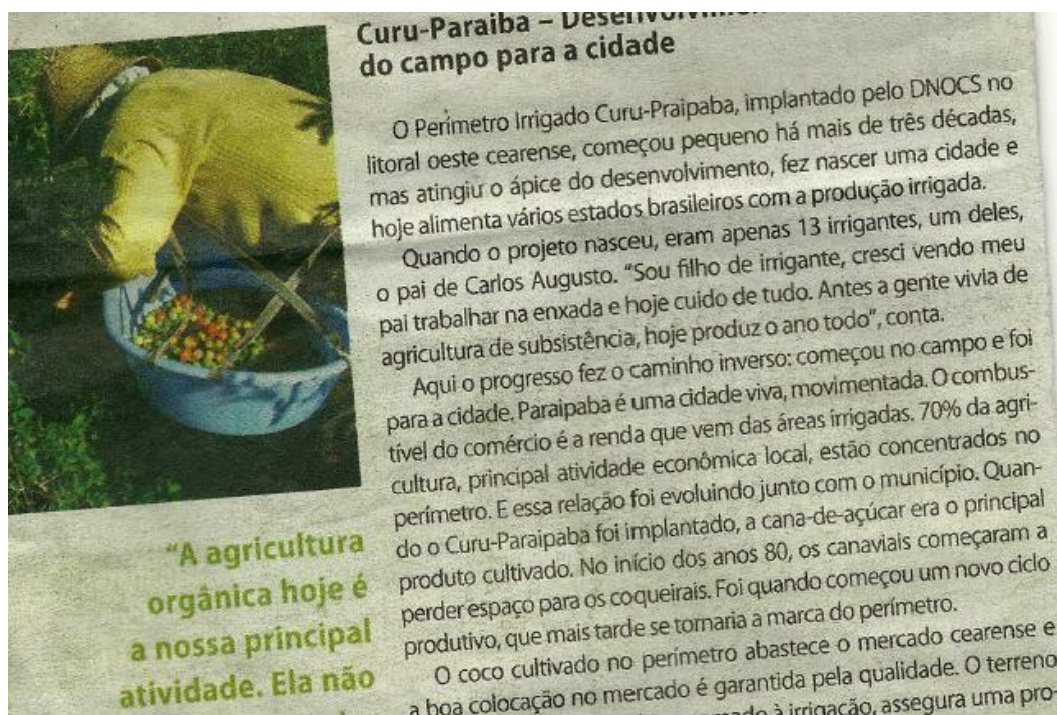 Curu-Paraiba – Desenvolvimen
do campo para a cidade
O Perímetro Irrigado Curu-Praipaba, implantado pelo DNOCS no
litoral oeste cearense, começou pequeno há mais de três décadas,
mas atingiu o ápice do desenvolvimento, fez nascer uma cidade e
hoje alimenta vários estados brasileiros com a produção irrigada.
Quando o projeto nasceu, eram apenas 13 irrigantes, um deles,
o pai de Carlos Augusto. “Sou filho de irrigante, cresci vendo meu
pai trabalhar na enxada e hoje cuido de tudo. Antes a gente vivia de
agricultura de subsistência, hoje produz o ano todo”, conta.
Aqui o progresso fez o caminho inverso: começou no campo e foi
para a cidade. Paraipaba é uma cidade viva, movimentada. O combus-
tível do comércio é a renda que vem das áreas irrigadas. 70% da agri-
cultura, principal atividade econômica local, estão concentrados no
perímetro. E essa relação foi evoluindo junto com o município. Quan-
do o Curu-Paraipaba foi implantado, a cana-de-açúcar era o principal
produto cultivado. No início dos anos 80, os canaviais começaram a
perder espaço para os coqueirais. Foi quando começou um novo ciclo
produtivo, que mais tarde se tornaria a marca do perímetro.
O coco cultivado no perímetro abastece o mercado cearense e
a boa colocação no mercado é garantida pela qualidade. O terreno
à irrigação, assegura uma pro-
“A agricultura
orgânica hoje é
a nossa principal
atividade. Ela não